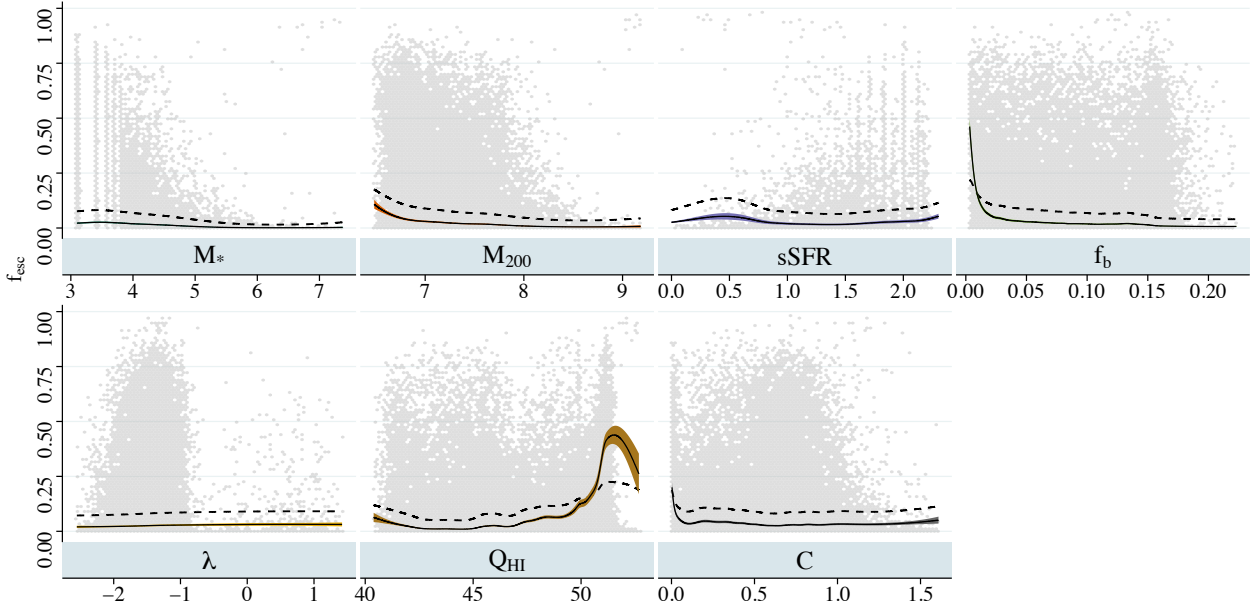 0.00 0.25 0.50 0.75 1.00
M*
M200
sSFR
fb
fesc
3 4 5 6 7
7 8 9
0.0 0.5 1.0 1.5 2.0
0.00 0.05 0.10 0.15 0.20
0.00 0.25 0.50 0.75 1.00
λ
QHI
C
−2 −1 0 1
40 45 50
0.0 0.5 1.0 1.5